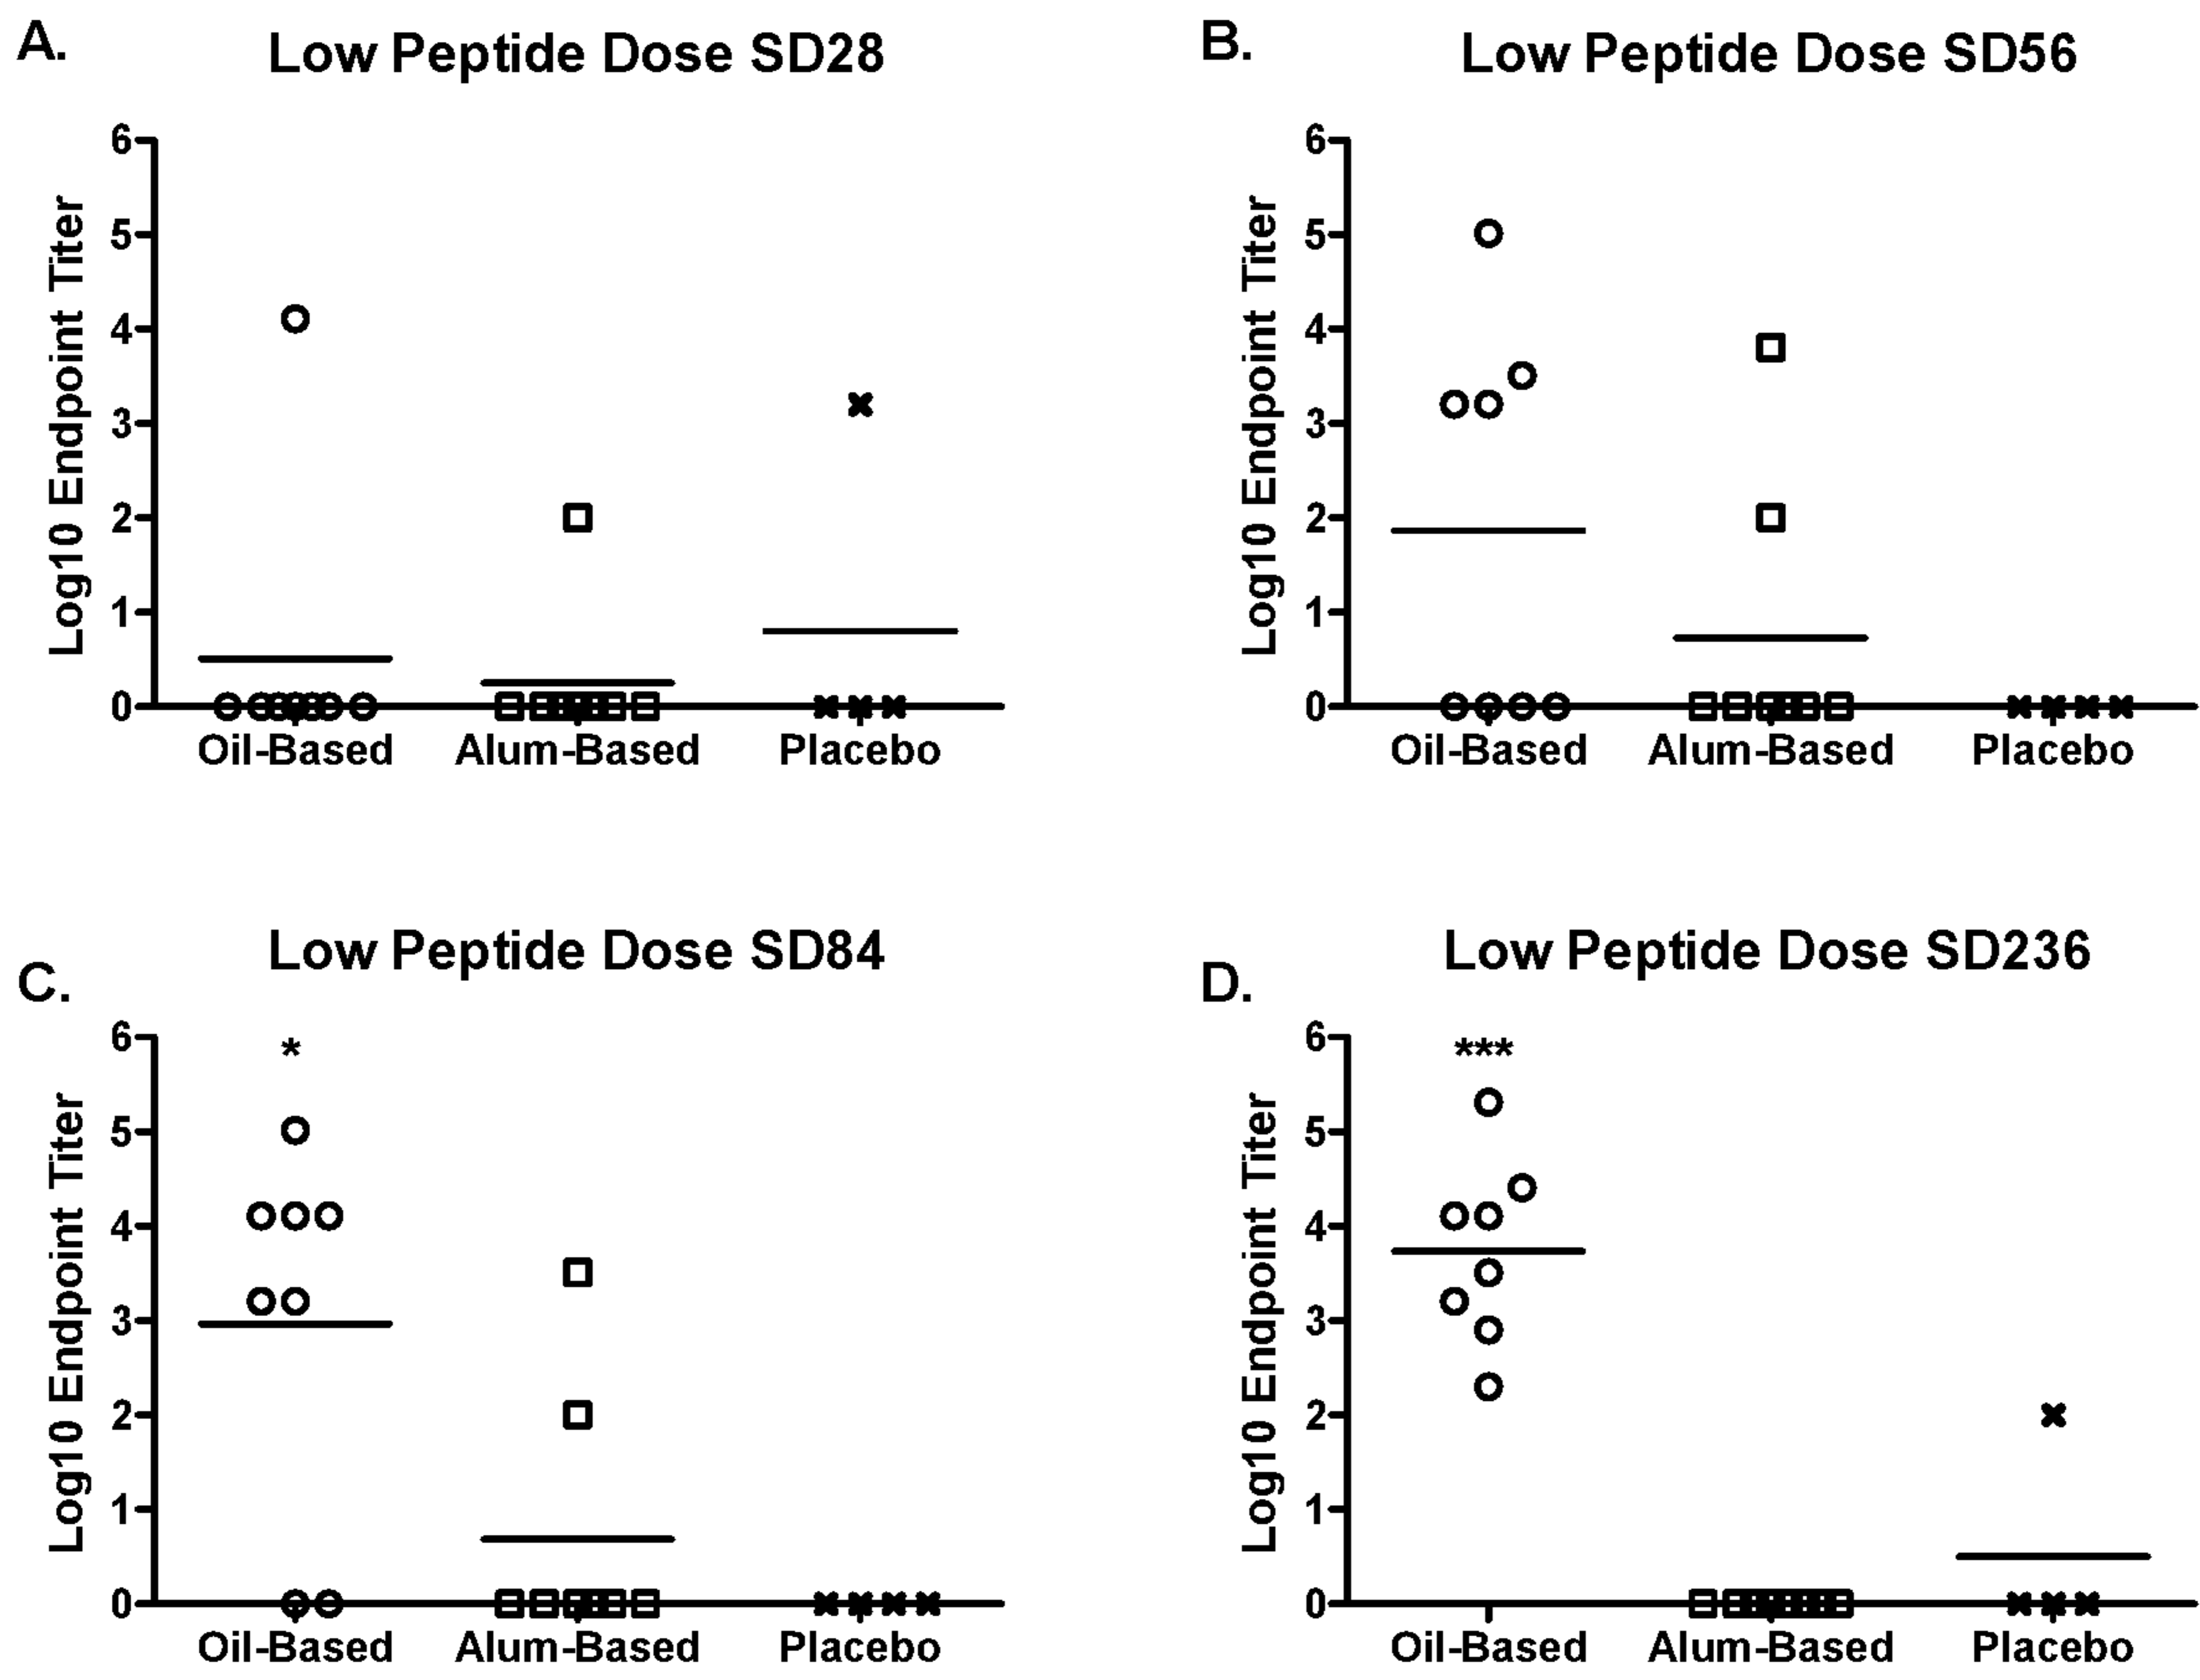 A.
Low Peptide Dose SD28
Log10 Endpoint Titer
6
5
4
3
2
1
0
Oil-Based Alum-Based Placebo
B.
Low Peptide Dose SD56
Log10 Endpoint Titer
6
5
4
3
2
1
0
Oil-Based Alum-Based Placebo
C.
Low Peptide Dose SD84
Log10 Endpoint Titer
6
5
4
3
2
1
0
*
Oil-Based Alum-Based Placebo
D.
Low Peptide Dose SD236
Log10 Endpoint Titer
6
5
4
3
2
1
0
***
Oil-Based Alum-Based Placebo